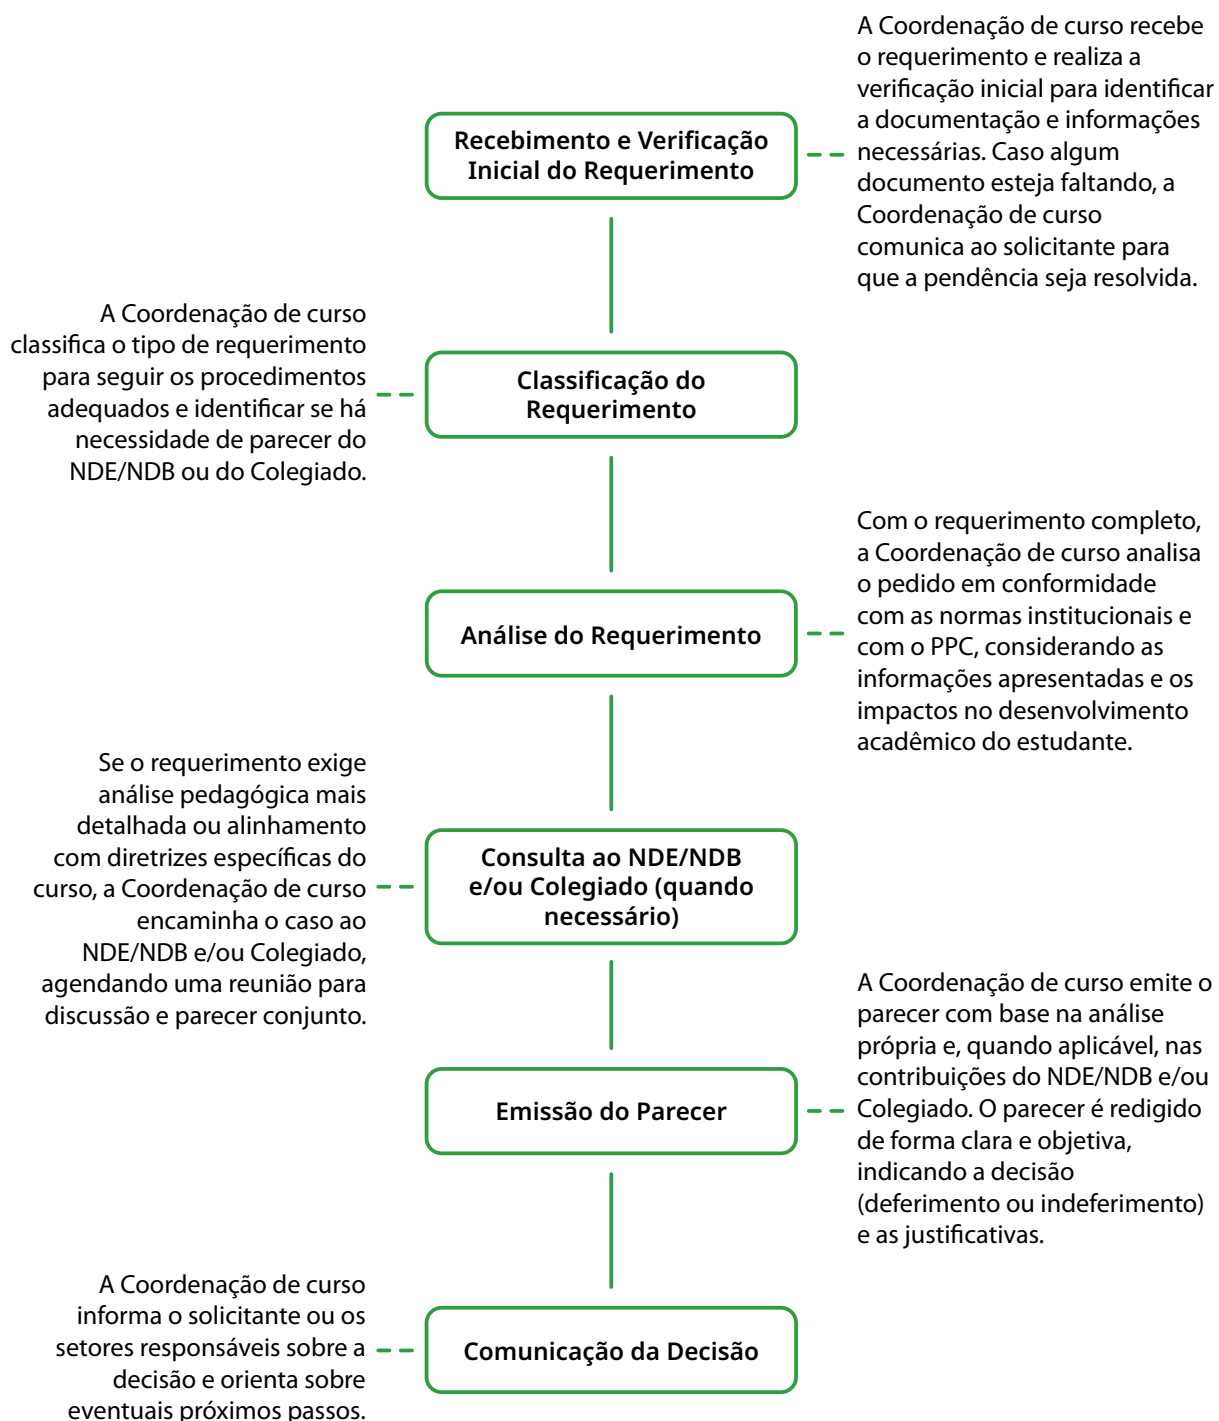 A Coordenação de curso recebe
o requerimento e realiza a
verificação inicial para identificar
a documentação e informações
necessárias. Caso algum
documento esteja faltando, a
Coordenação de curso
comunica ao solicitante para
que a pendência seja resolvida.
Recebimento e Verificação
Inicial do Requerimento
A Coordenação de curso
classifica o tipo de requerimento
para seguir os procedimentos
adequados e identificar se há
necessidade de parecer do
NDE/NDB ou do Colegiado.
Classificação do
Requerimento
Com o requerimento completo,
a Coordenação de curso analisa
o pedido em conformidade
com as normas institucionais e
com o PPC, considerando as
informações apresentadas e os
impactos no desenvolvimento
acadêmico do estudante.
Análise do Requerimento
Se o requerimento exige
análise pedagógica mais
detalhada ou alinhamento
com diretrizes específicas do
curso, a Coordenação de curso
encaminha o caso ao
NDE/NDB e/ou Colegiado,
agendando uma reunião para
discussão e parecer conjunto.
Consulta ao NDE/NDB
e/ou Colegiado (quando
necessário)
A Coordenação de curso emite o
parecer com base na análise
própria e, quando aplicável, nas
contribuições do NDE/NDB e/ou
Colegiado. O parecer é redigido
de forma clara e objetiva,
indicando a decisão
(deferimento ou indeferimento)
e as justificativas.
Emissão do Parecer
A Coordenação de curso
informa o solicitante ou os
setores responsáveis sobre a
decisão e orienta sobre
eventuais próximos passos.
Comunicação da Decisão